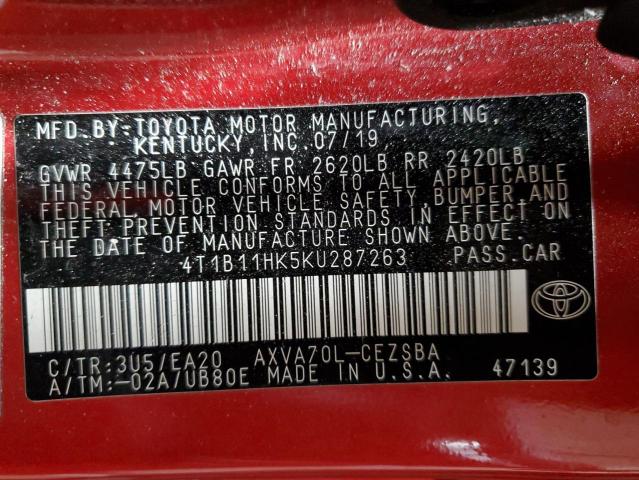 MFD.BY:TOYOTA MOTOR MANUFACTURING,
KENTUCKY, INC. 07/19
GVWR 4475LB GAWR FR 2620LB RR 2420LB
THIS VEHICLE CONFORMS TO ALL APPLICABLE
FEDERAL MOTOR VEHICLE SAFETY, BUMPER AND
THEFT PREVENTION STANDARDS IN EFFECT ON
THE DATE OF MANUFACTURE SHOWN ABOVE.
4T1B11HK5KU287263 PASS.CAR
C/TR:3U5/EA20 AXVA70L-CEZSBA
A/TM:-02A/UB80E MADE IN U.S.A. 47139